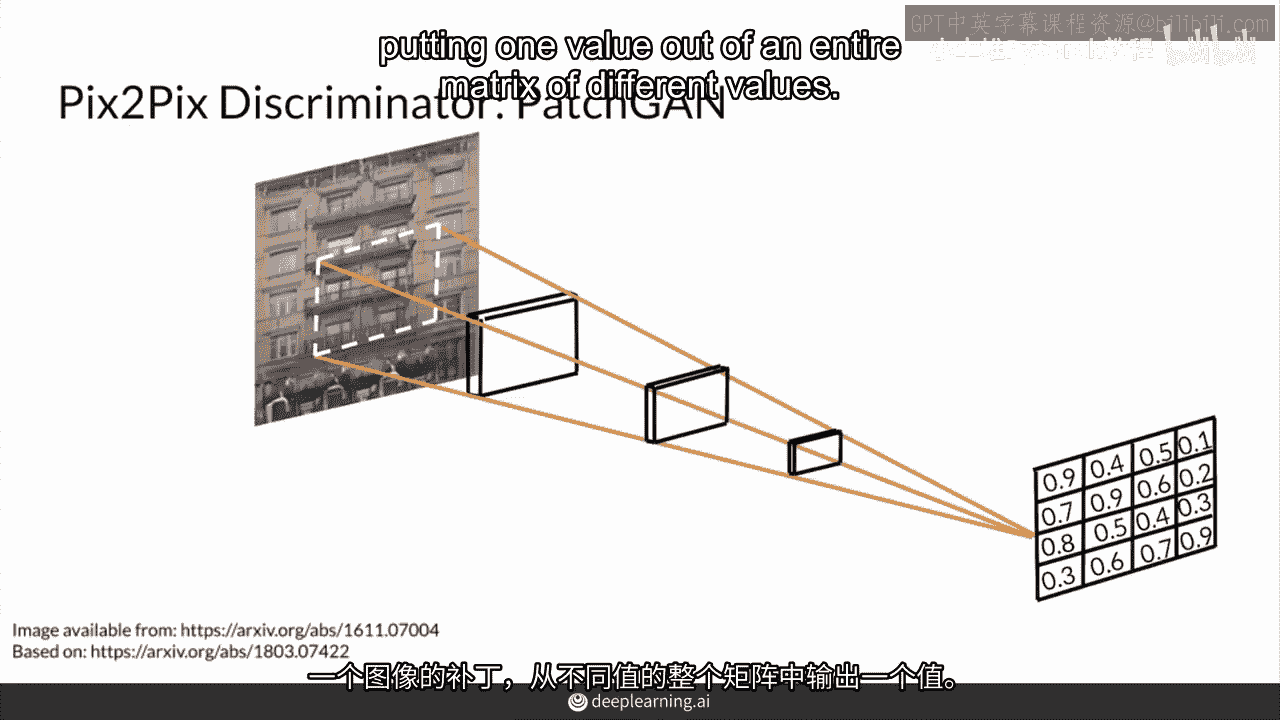 GPT中英字幕课程资源@bilibili.com
putting one value out of an entire
matrix of different values.
Pix2Pix Discriminator: PatchGAN
0.9 0.4 0.5 0.1
0.7 0.9 0.6 0.2
0.8 0.5 0.4 0.3
0.3 0.6 0.7 0.9
Image available from: https://arxiv.org/abs/1611.07004
Based on: https://arxiv.org/abs/1803.07422
一个图像的补丁，从不同值的整个矩阵中输出一个值。
deeplearning.ai